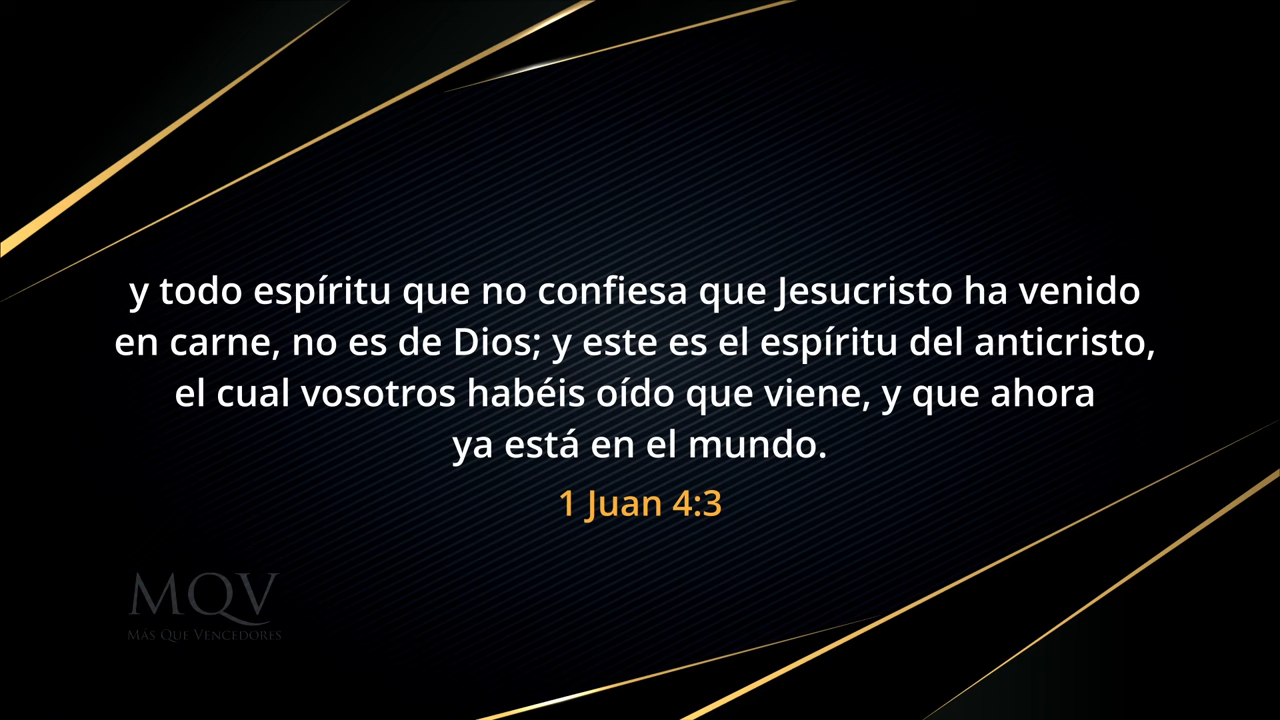 y todo espíritu que no confiesa que Jesucristo ha venido
en carne, no es de Dios; y este es el espíritu del anticristo,
el cual vosotros habéis oído que viene, y que ahora
ya está en el mundo.
1 Juan 4:3
MQV
Más Que Vencedores